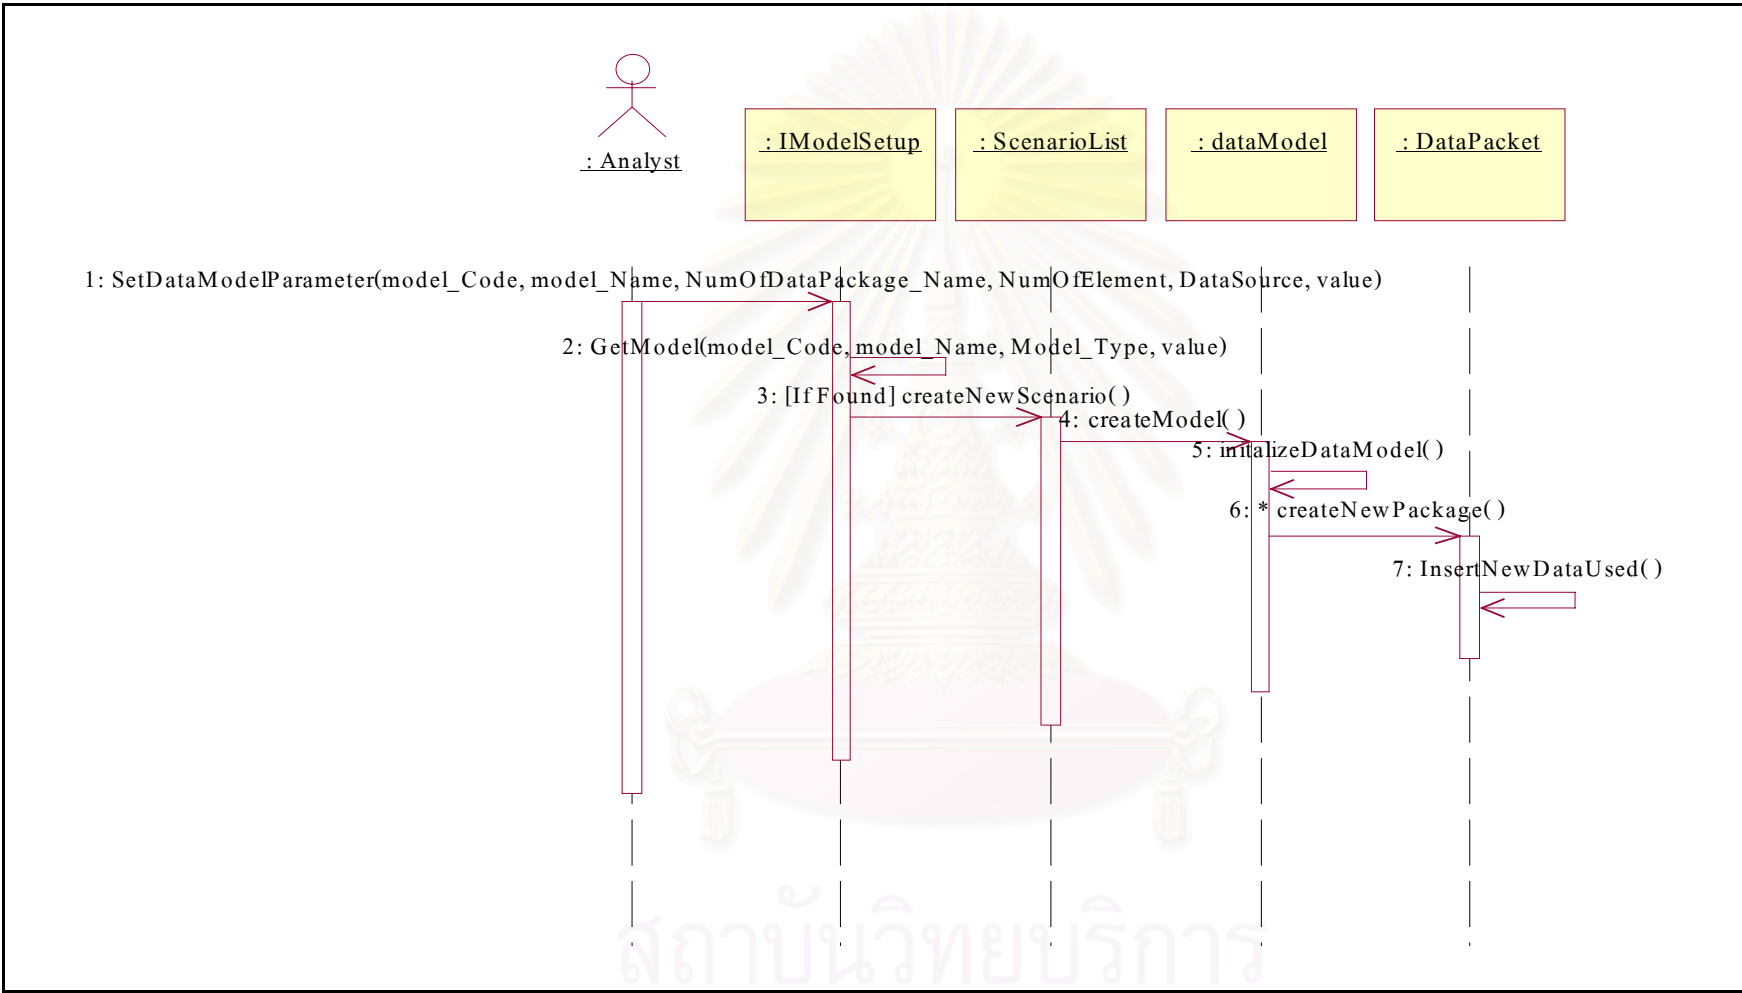 : Analyst
: IModelSetup
: ScenarioList
: dataModel
: DataPacket
1: SetDataModelParameter(model_Code, model_Name, NumOfDataPackage_Name, NumOfElement, DataSource, value)
2: GetModel(model_Code, model_Name, Model_Type, value)
3: [If Found] createNewScenario( )
4: createModel( )
5: initalizeDataModel( )
6: * createNewPackage( )
7: InsertNewDataUsed( )
สถาบันวิทยบริการ